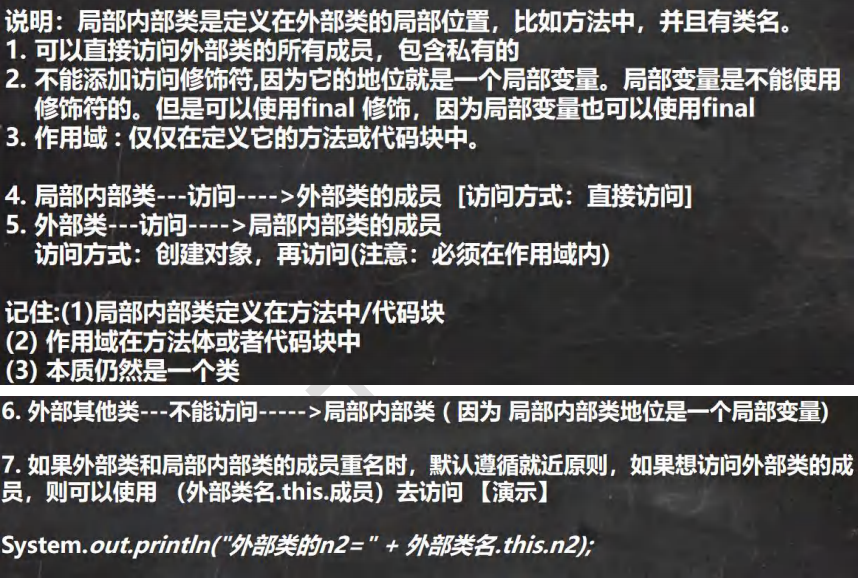 说明：局部内部类是定义在外部类的局部位置，比如方法中，并且有类名。
1. 可以直接访问外部类的所有成员，包含私有的
2. 不能添加访问修饰符,因为它的地位就是一个局部变量。局部变量是不能使用
修饰符的。但是可以使用final 修饰，因为局部变量也可以使用final
3. 作用域 : 仅仅在定义它的方法或代码块中。
4. 局部内部类---访问---->外部类的成员 [访问方式：直接访问]
5. 外部类---访问---->局部内部类的成员
访问方式：创建对象，再访问(注意：必须在作用域内)
记住:(1)局部内部类定义在方法中/代码块
(2) 作用域在方法体或者代码块中
(3) 本质仍然是一个类
6. 外部其他类---不能访问----->局部内部类 ( 因为 局部内部类地位是一个局部变量)
7. 如果外部类和局部内部类的成员重名时，默认遵循就近原则，如果想访问外部类的成
员，则可以使用 （外部类名.this.成员）去访问 【演示】
System.out.println("外部类的n2=" + 外部类名.this.n2);